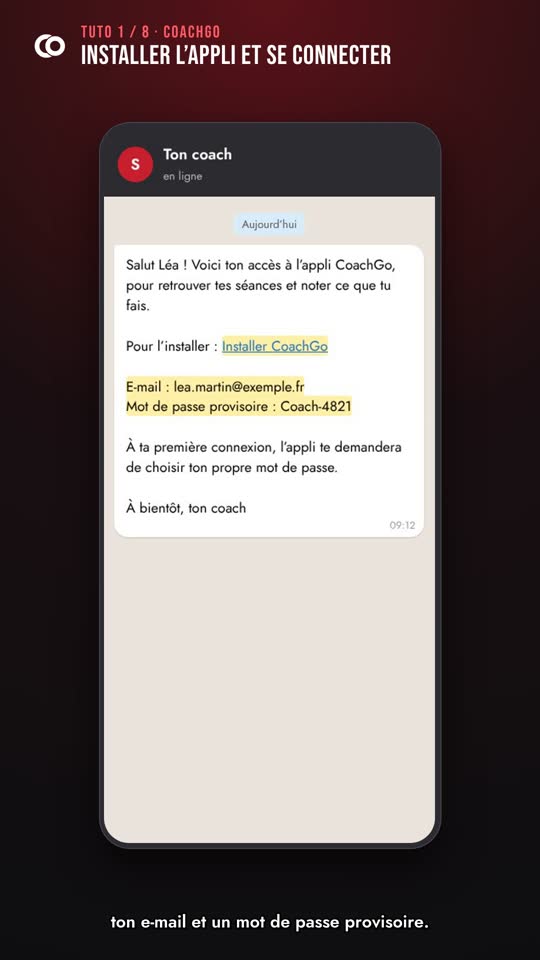 TUTO 1 / 8 · COACHGO
INSTALLER L’APPLI ET SE CONNECTER
S
Ton coach
en ligne
Aujourd’hui
Salut Léa ! Voici ton accès à l’appli CoachGo,
pour retrouver tes séances et noter ce que tu
fais.
Pour l’installer : Installer CoachGo
E-mail : lea.martin@exemple.fr
Mot de passe provisoire : Coach-4821
À ta première connexion, l’appli te demandera
de choisir ton propre mot de passe.
À bientôt, ton coach
09:12
ton e-mail et un mot de passe provisoire.